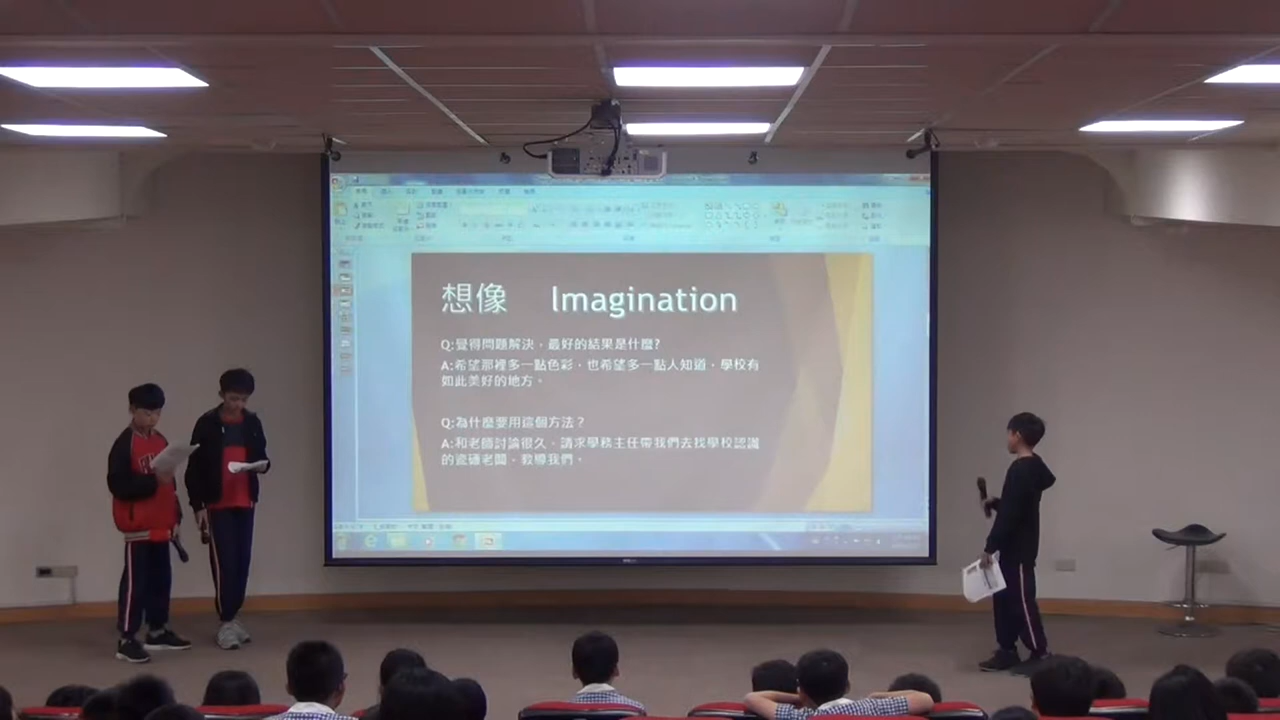 想像 Imagination
Q:覺得問題解決，最好的結果是什麼?
A:希望那裡多一點色彩，也希望多一點人知道，學校有
如此美好的地方。
Q:為什麼要用這個方法？
A:和老師討論很久，請求學務主任帶我們去找學校認識
的瓷磚老闆，教導我們。